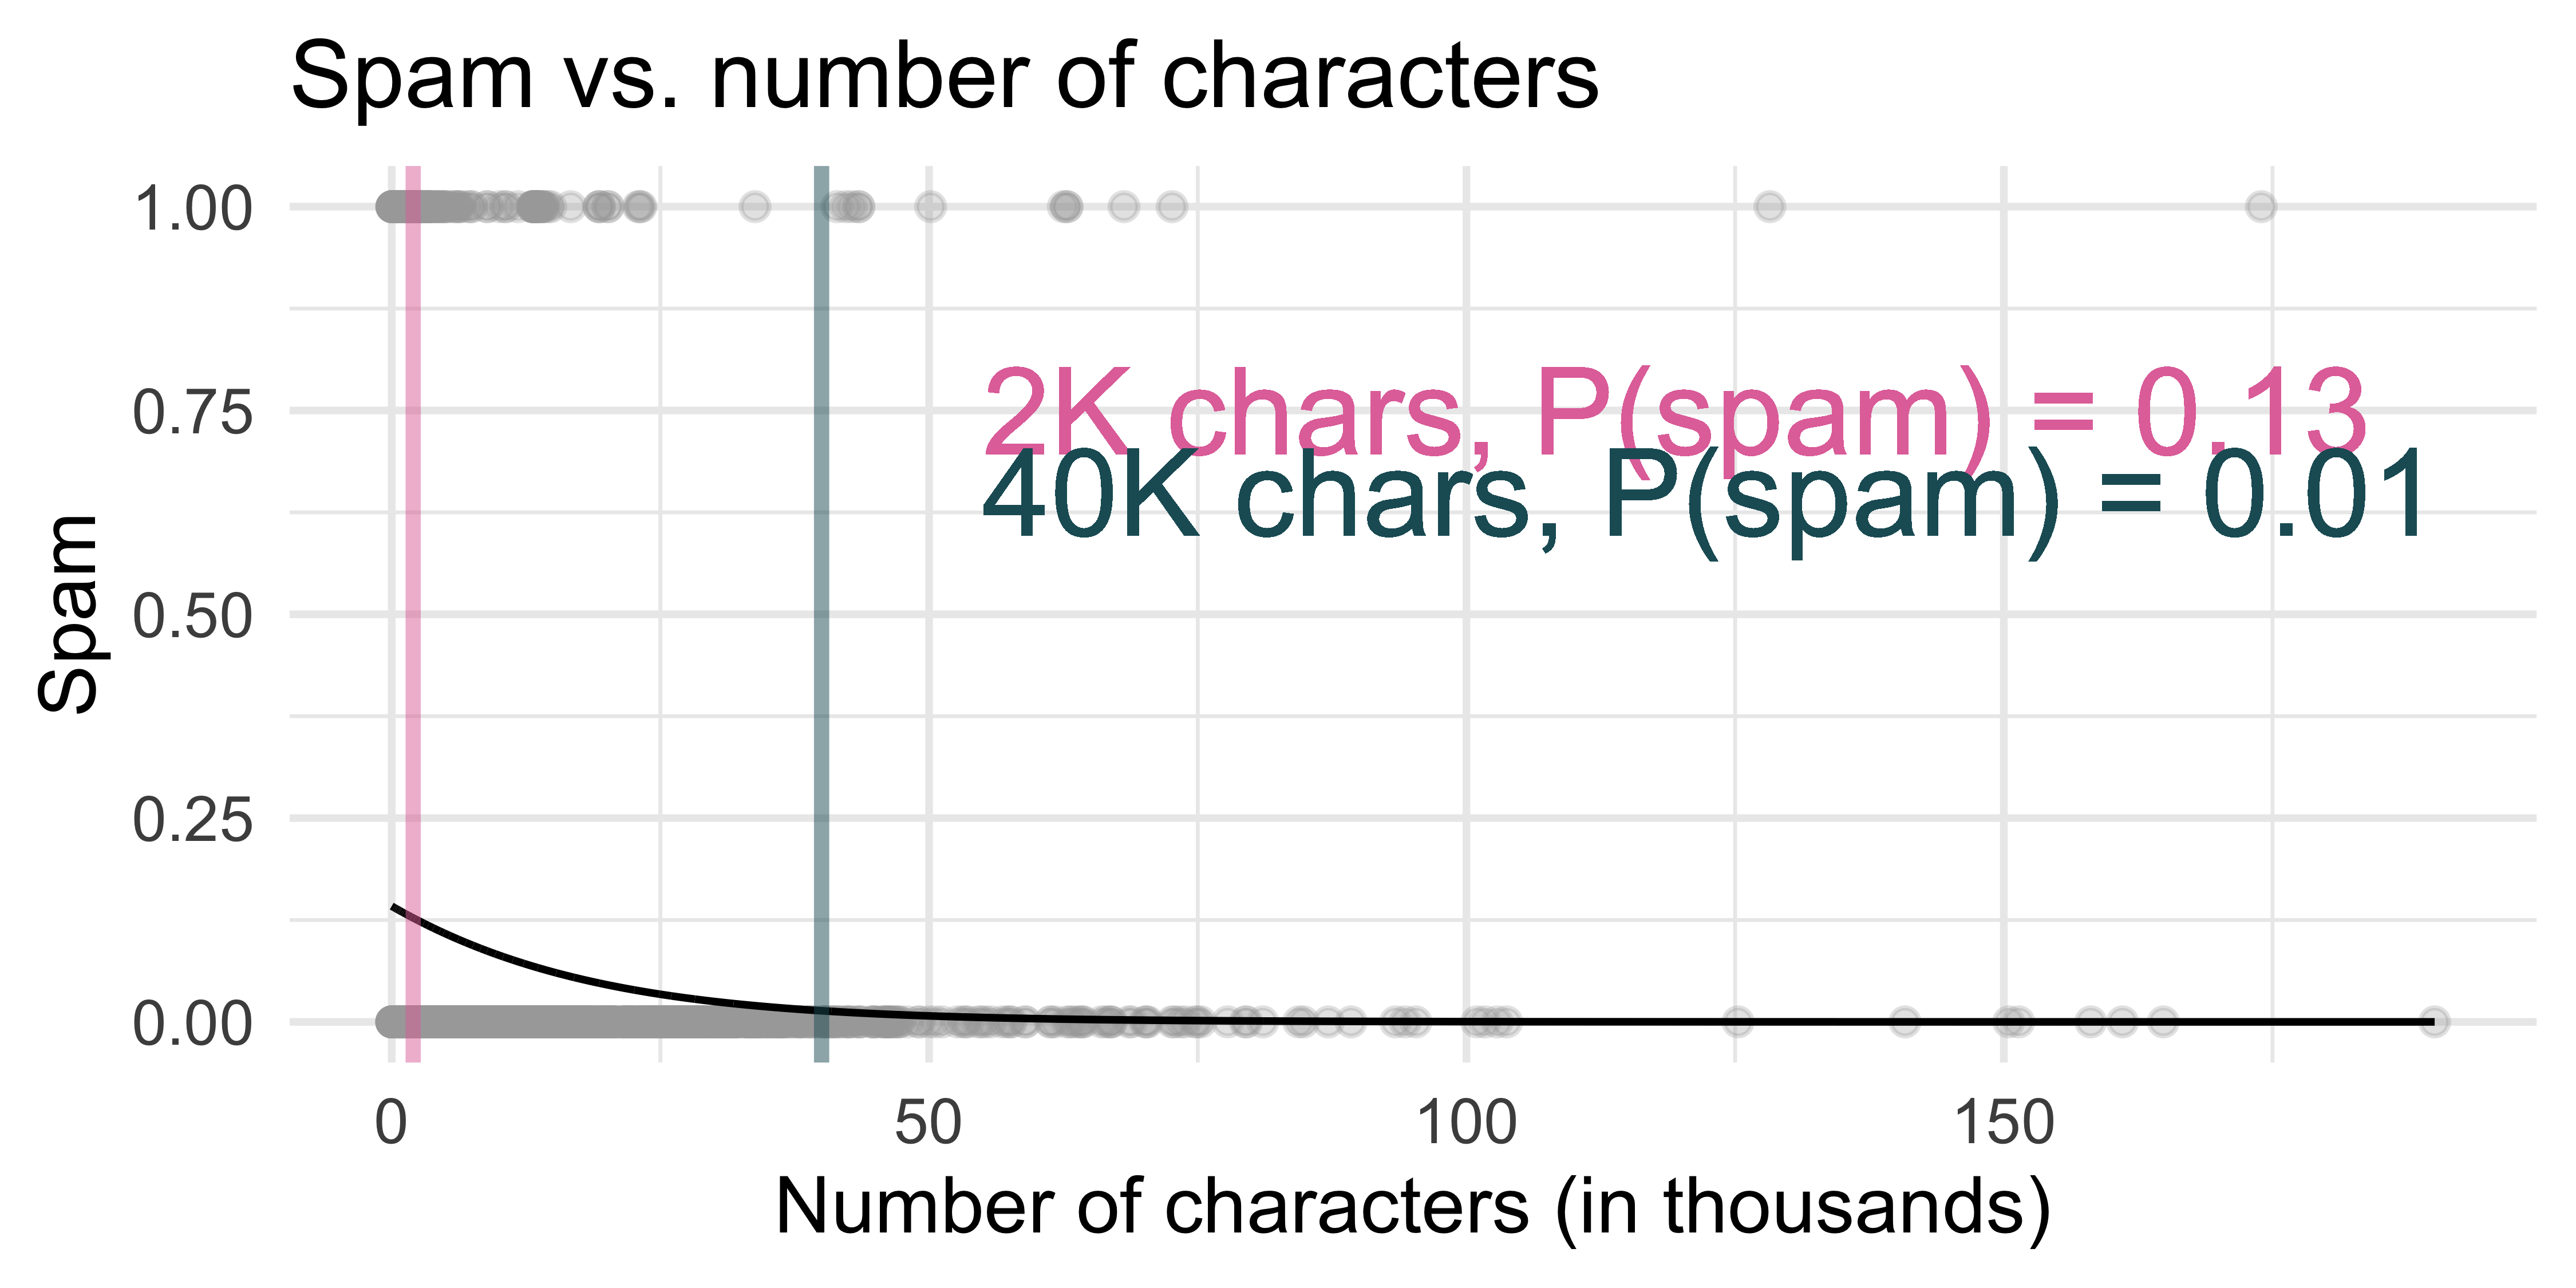 Spam vs. number of characters
1.00
0.75
0.50
0.25
0.00
Spam
2K chars, P(spam) = 0.13
40K chars, P(spam) = 0.01
0 50 100 150
Number of characters (in thousands)